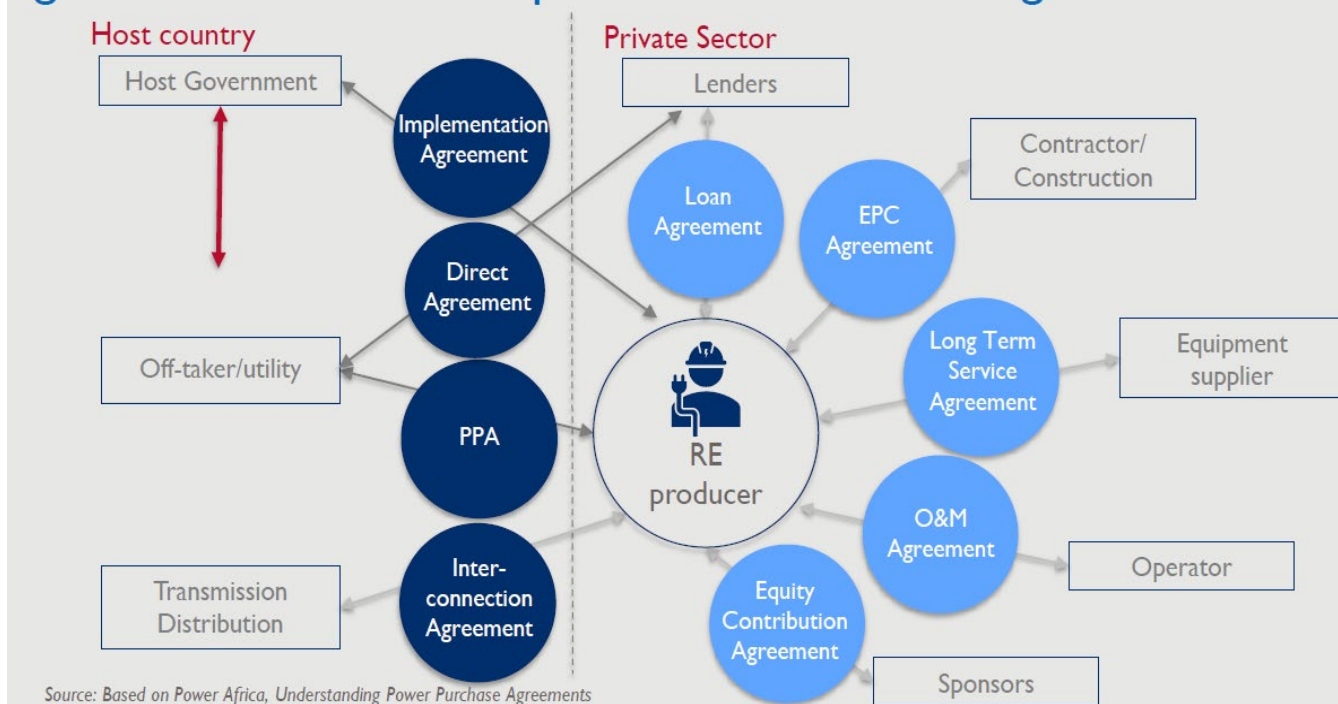 Host country
Private Sector
Host Government
Implementation
Agreement
Lenders
Contractor/
Construction
Loan
Agreement
EPC
Agreement
Direct
Agreement
Off-taker/utility
Long Term
Service
Agreement
Equipment
supplier
PPA
RE
producer
O&M
Agreement
Operator
Transmission
Distribution
Inter-
connection
Agreement
Equity
Contribution
Agreement
Sponsors
Source: Based on Power Africa, Understanding Power Purchase Agreements